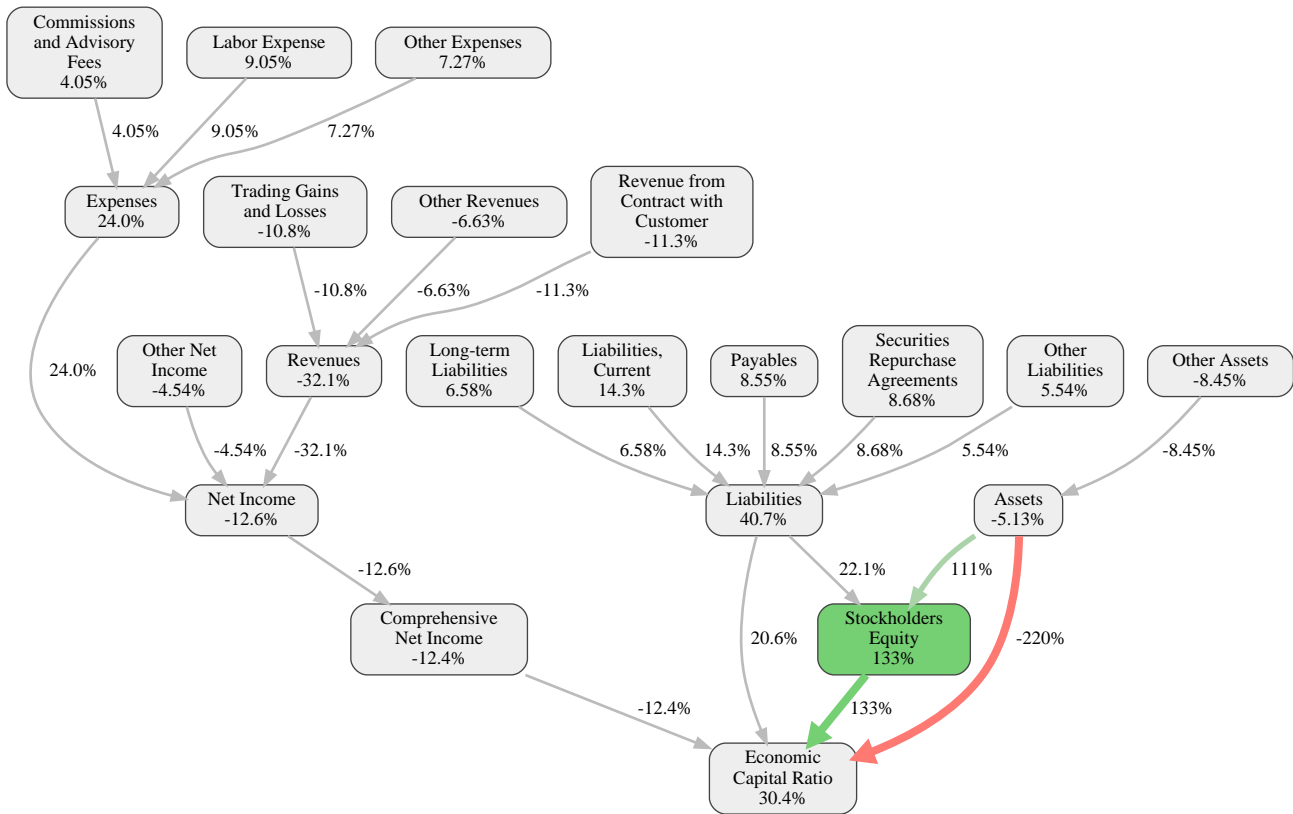 Commissions
and Advisory
Fees
4.05%
Labor Expense
9.05%
Other Expenses
7.27%
4.05%
9.05%
7.27%
Expenses
24.0%
Trading Gains
and Losses
-10.8%
Other Revenues
-6.63%
Revenue from
Contract with
Customer
-11.3%
-10.8%
-6.63%
-11.3%
24.0%
Other Net
Income
-4.54%
Revenues
-32.1%
Long-term
Liabilities
6.58%
Liabilities,
Current
14.3%
Payables
8.55%
Securities
Repurchase
Agreements
8.68%
Other
Liabilities
5.54%
Other Assets
-8.45%
-4.54%
-32.1%
6.58%
14.3%
8.55%
8.68%
5.54%
-8.45%
Net Income
-12.6%
Liabilities
40.7%
Assets
-5.13%
-12.6%
22.1%
111%
Comprehensive
Net Income
-12.4%
20.6%
Stockholders
Equity
133%
-220%
-12.4%
133%
Economic
Capital Ratio
30.4%